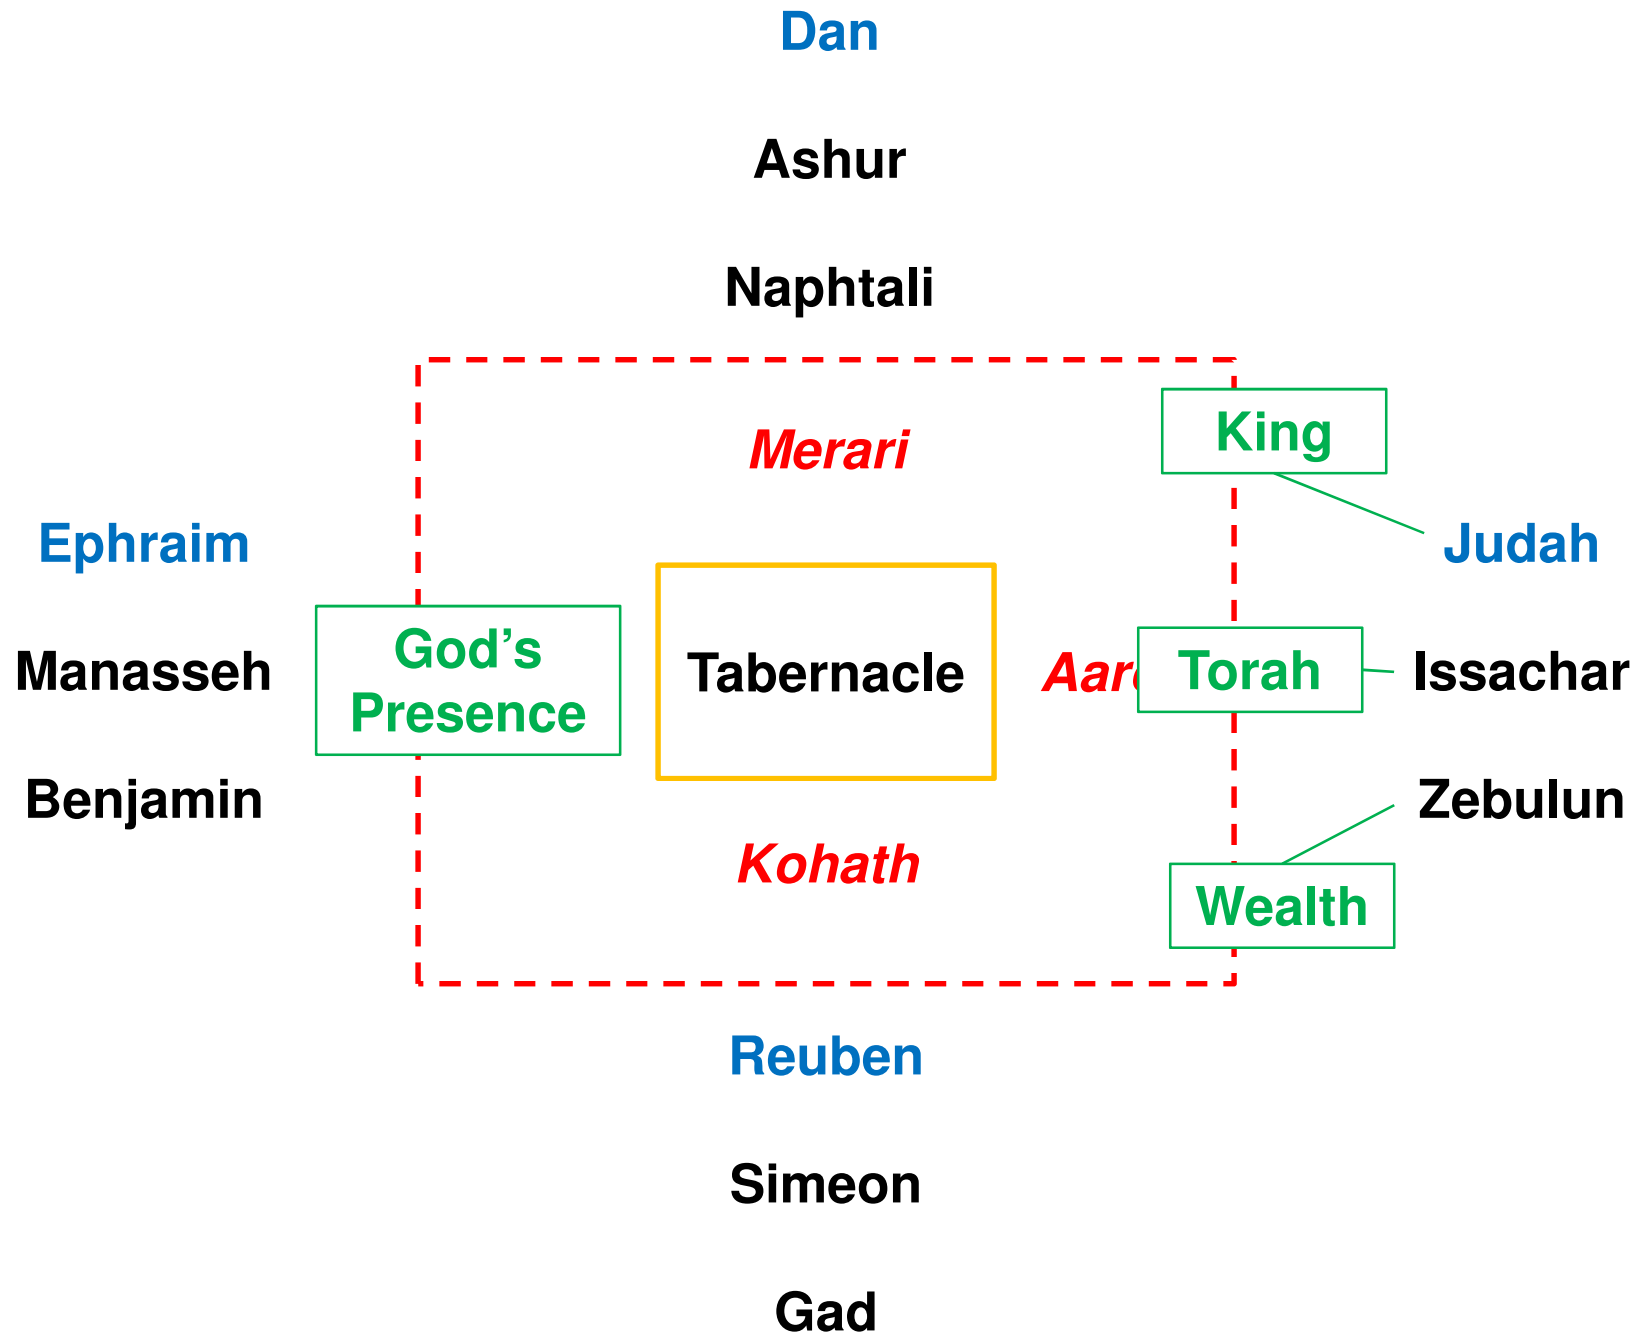 Dan
Ashur
Naphtali
Merari
King
Ephraim
Judah
God's
Presence
Manasseh
Tabernacle
Torah
Issachar
Benjamin
Zebulun
Kohath
Wealth
Reuben
Simeon
Gad